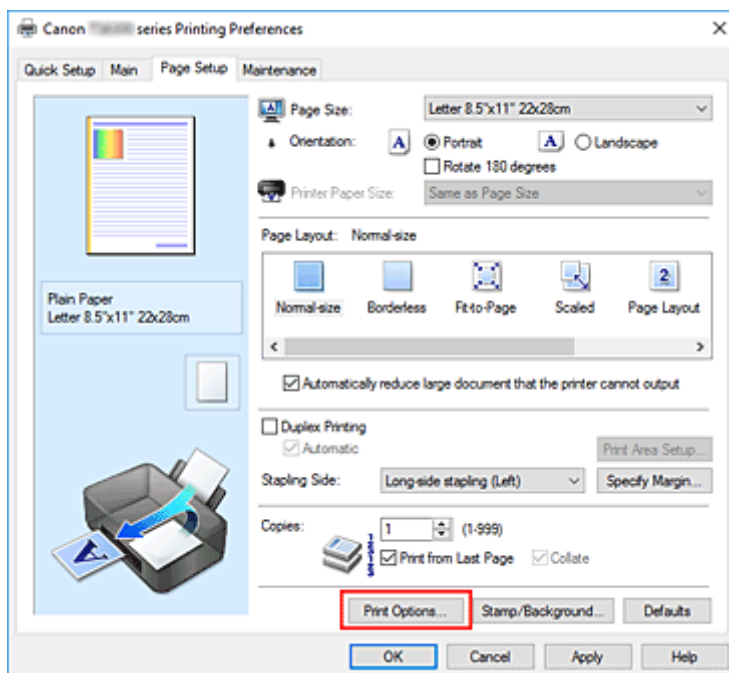 Canon series Printing Preferences
Quick Setup Main Page Setup Maintenance
Page Size: Letter 8.5"x11" 22x28cm
Orientation: A Portrait A Landscape
Rotate 180 degrees
Printer Paper Size: Same as Page Size
Page Layout: Normal-size
2
Normal-size Borderless Fit-to-Page Scaled Page Layout
Plain Paper
Letter 8.5"x11" 22x28cm
Automatically reduce large document that the printer cannot output
Duplex Printing
Automatic Print Area Setup...
Stapling Side: Long-side stapling (Left) Specify Margin...
Copies: 1 (1-999)
Print from Last Page Collate
A
Print Options... Stamp/Background... Defaults
OK Cancel Apply Help